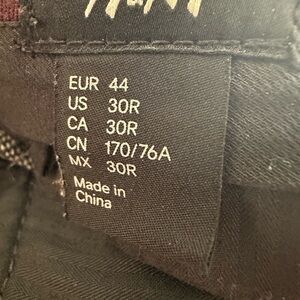 EUR 44
US 30R
CA 30R
CN 170/76A
MX 30R
Made in
China